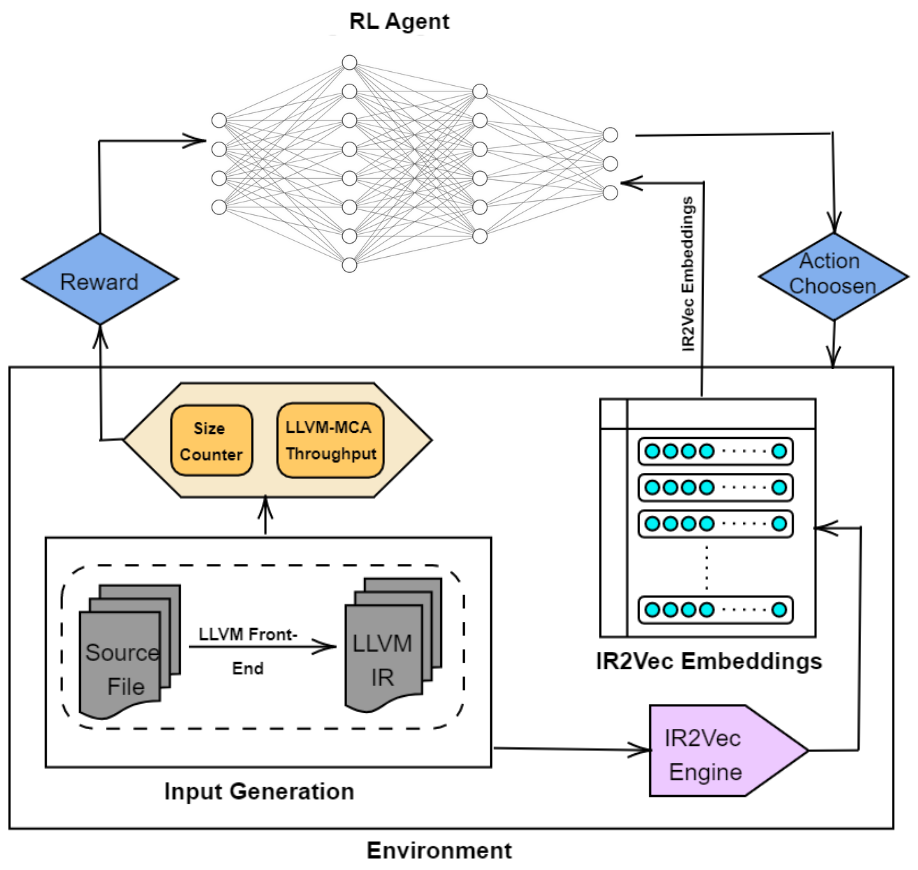 RL Agent
Reward
IR2Vec Embeddings
Action
Choosen
Size
Counter
LLVM-MCA
Throughput
Source
File
LLVM Front-
End
LLVM
IR
IR2Vec Embeddings
IR2Vec
Engine
Input Generation
Environment